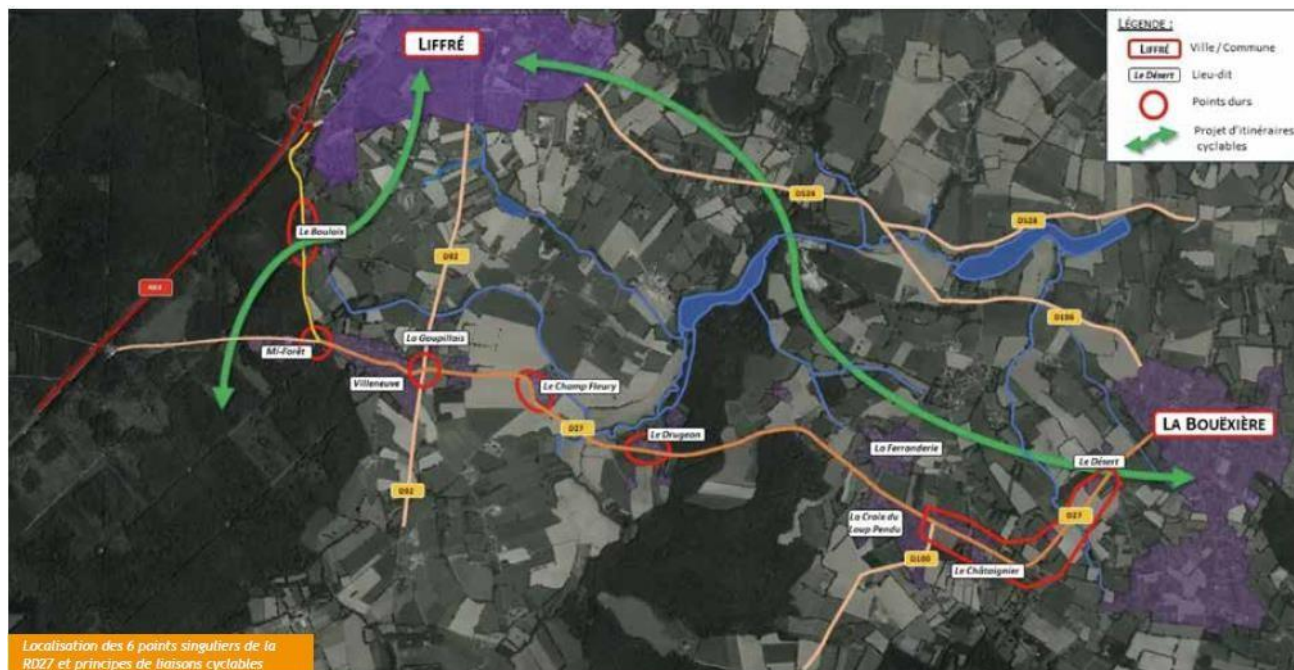 LIFFRÉ
LÉGENDE :
LIFFRÉ Ville / Commune
Le Désert Lieu-dit
Points durs
Projet d'itinéraires
cyclables
D528
D528
Le Boulais
D92
D106
Mi-Forêt
La Goupillais
Villeneuve
Le Champ Fleury
D27
Le Drugeon
La Ferranderie
LA BOUËXIÈRE
Le Désert
D92
La Croix du
Loup Pendu
D27
D100
Le Châtaignier
Localisation des 6 points singuliers de la
RD27 et principes de liaisons cyclables